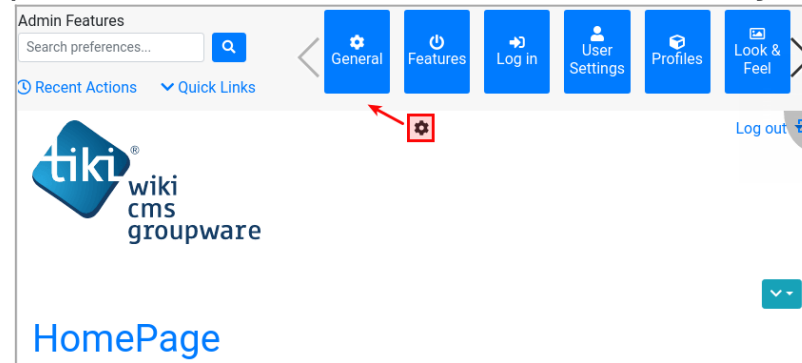 Admin Features
Search preferences...
Recent Actions
Quick Links
General
Features
Log in
User
Settings
Profiles
Look &
Feel
Log out
tiki®
wiki
cms
groupware
HomePage